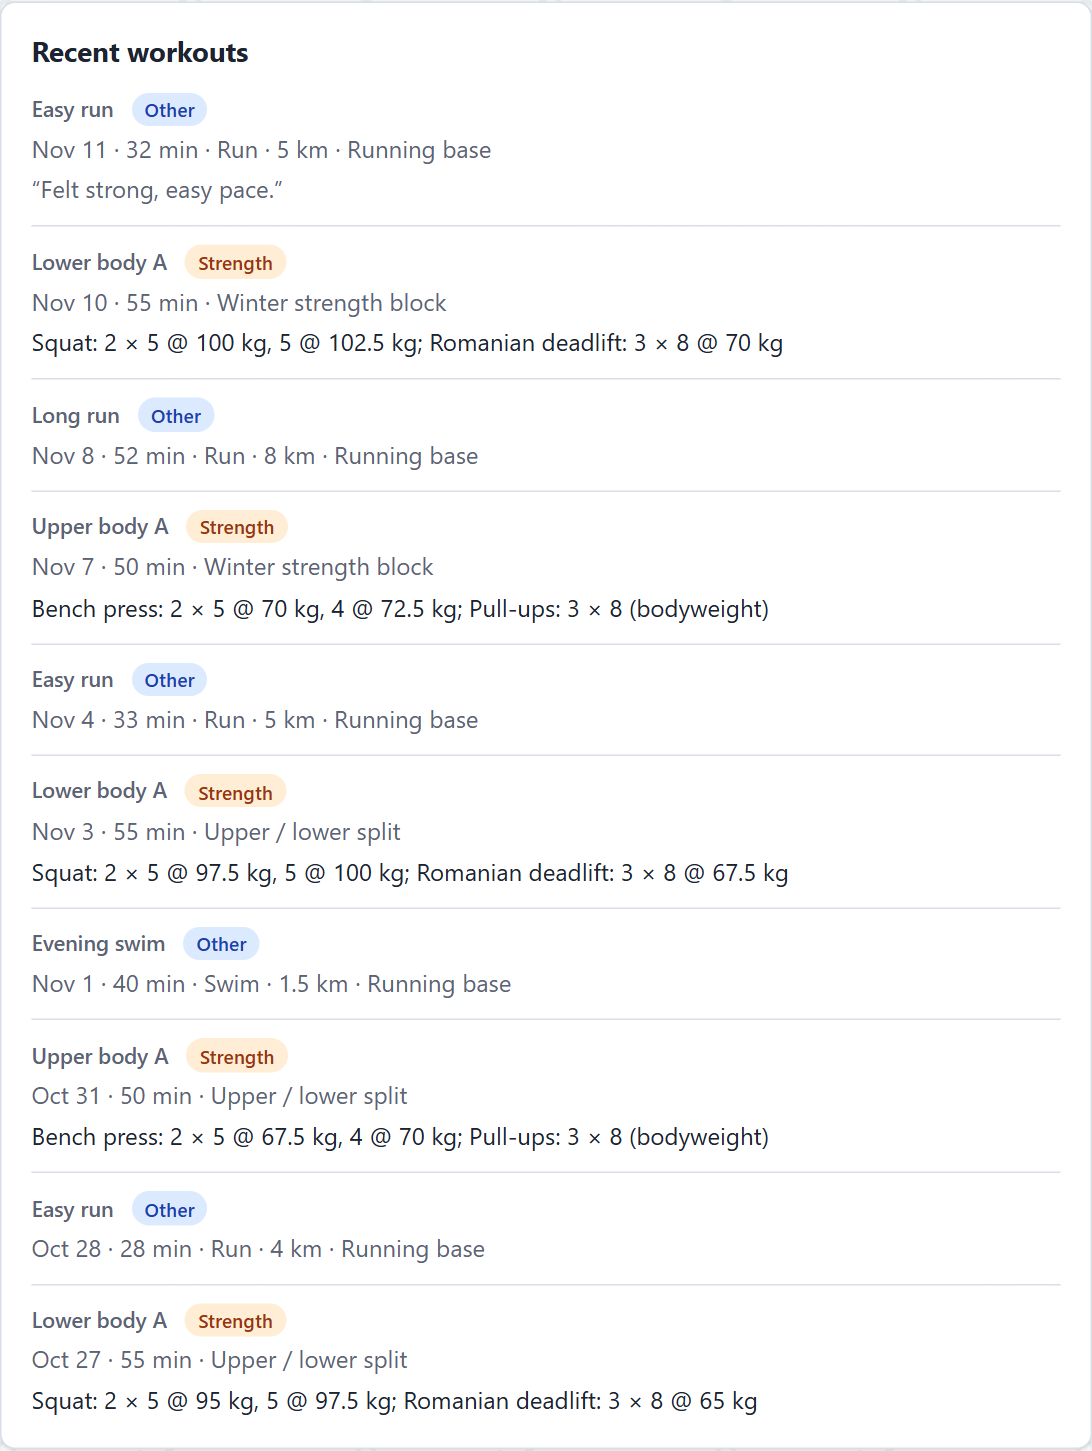 Recent workouts
Easy run Other
Nov 11 · 32 min · Run · 5 km · Running base
“Felt strong, easy pace.”
Lower body A Strength
Nov 10 · 55 min · Winter strength block
Squat: 2 × 5 @ 100 kg, 5 @ 102.5 kg; Romanian deadlift: 3 × 8 @ 70 kg
Long run Other
Nov 8 · 52 min · Run · 8 km · Running base
Upper body A Strength
Nov 7 · 50 min · Winter strength block
Bench press: 2 × 5 @ 70 kg, 4 @ 72.5 kg; Pull-ups: 3 × 8 (bodyweight)
Easy run Other
Nov 4 · 33 min · Run · 5 km · Running base
Lower body A Strength
Nov 3 · 55 min · Upper / lower split
Squat: 2 × 5 @ 97.5 kg, 5 @ 100 kg; Romanian deadlift: 3 × 8 @ 67.5 kg
Evening swim Other
Nov 1 · 40 min · Swim · 1.5 km · Running base
Upper body A Strength
Oct 31 · 50 min · Upper / lower split
Bench press: 2 × 5 @ 67.5 kg, 4 @ 70 kg; Pull-ups: 3 × 8 (bodyweight)
Easy run Other
Oct 28 · 28 min · Run · 4 km · Running base
Lower body A Strength
Oct 27 · 55 min · Upper / lower split
Squat: 2 × 5 @ 95 kg, 5 @ 97.5 kg; Romanian deadlift: 3 × 8 @ 65 kg